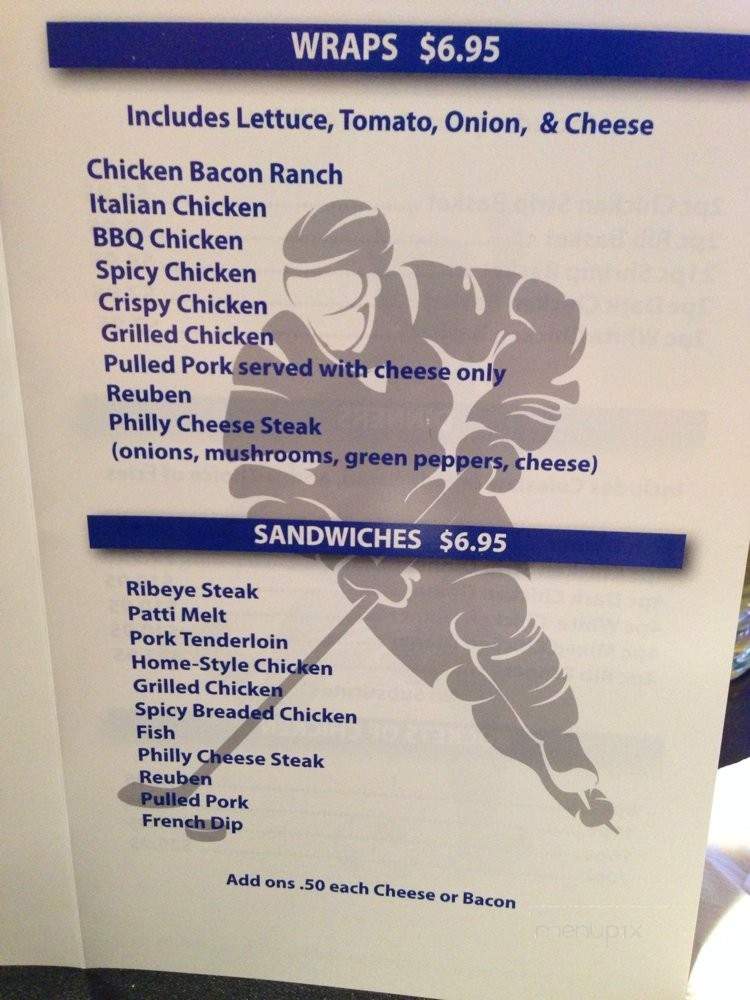 WRAPS $6.95
Includes Lettuce, Tomato, Onion, & Cheese
Chicken Bacon Ranch
Italian Chicken
BBQ Chicken
Spicy Chicken
Crispy Chicken
Grilled Chicken
Pulled Pork served with cheese only
Reuben
Philly Cheese Steak
(onions, mushrooms, green peppers, cheese)
SANDWICHES $6.95
Ribeye Steak
Patti Melt
Pork Tenderloin
Home-Style Chicken
Grilled Chicken
Spicy Breaded Chicken
Fish
Philly Cheese Steak
Reuben
Pulled Pork
French Dip
Add ons .50 each Cheese or Bacon
menupix